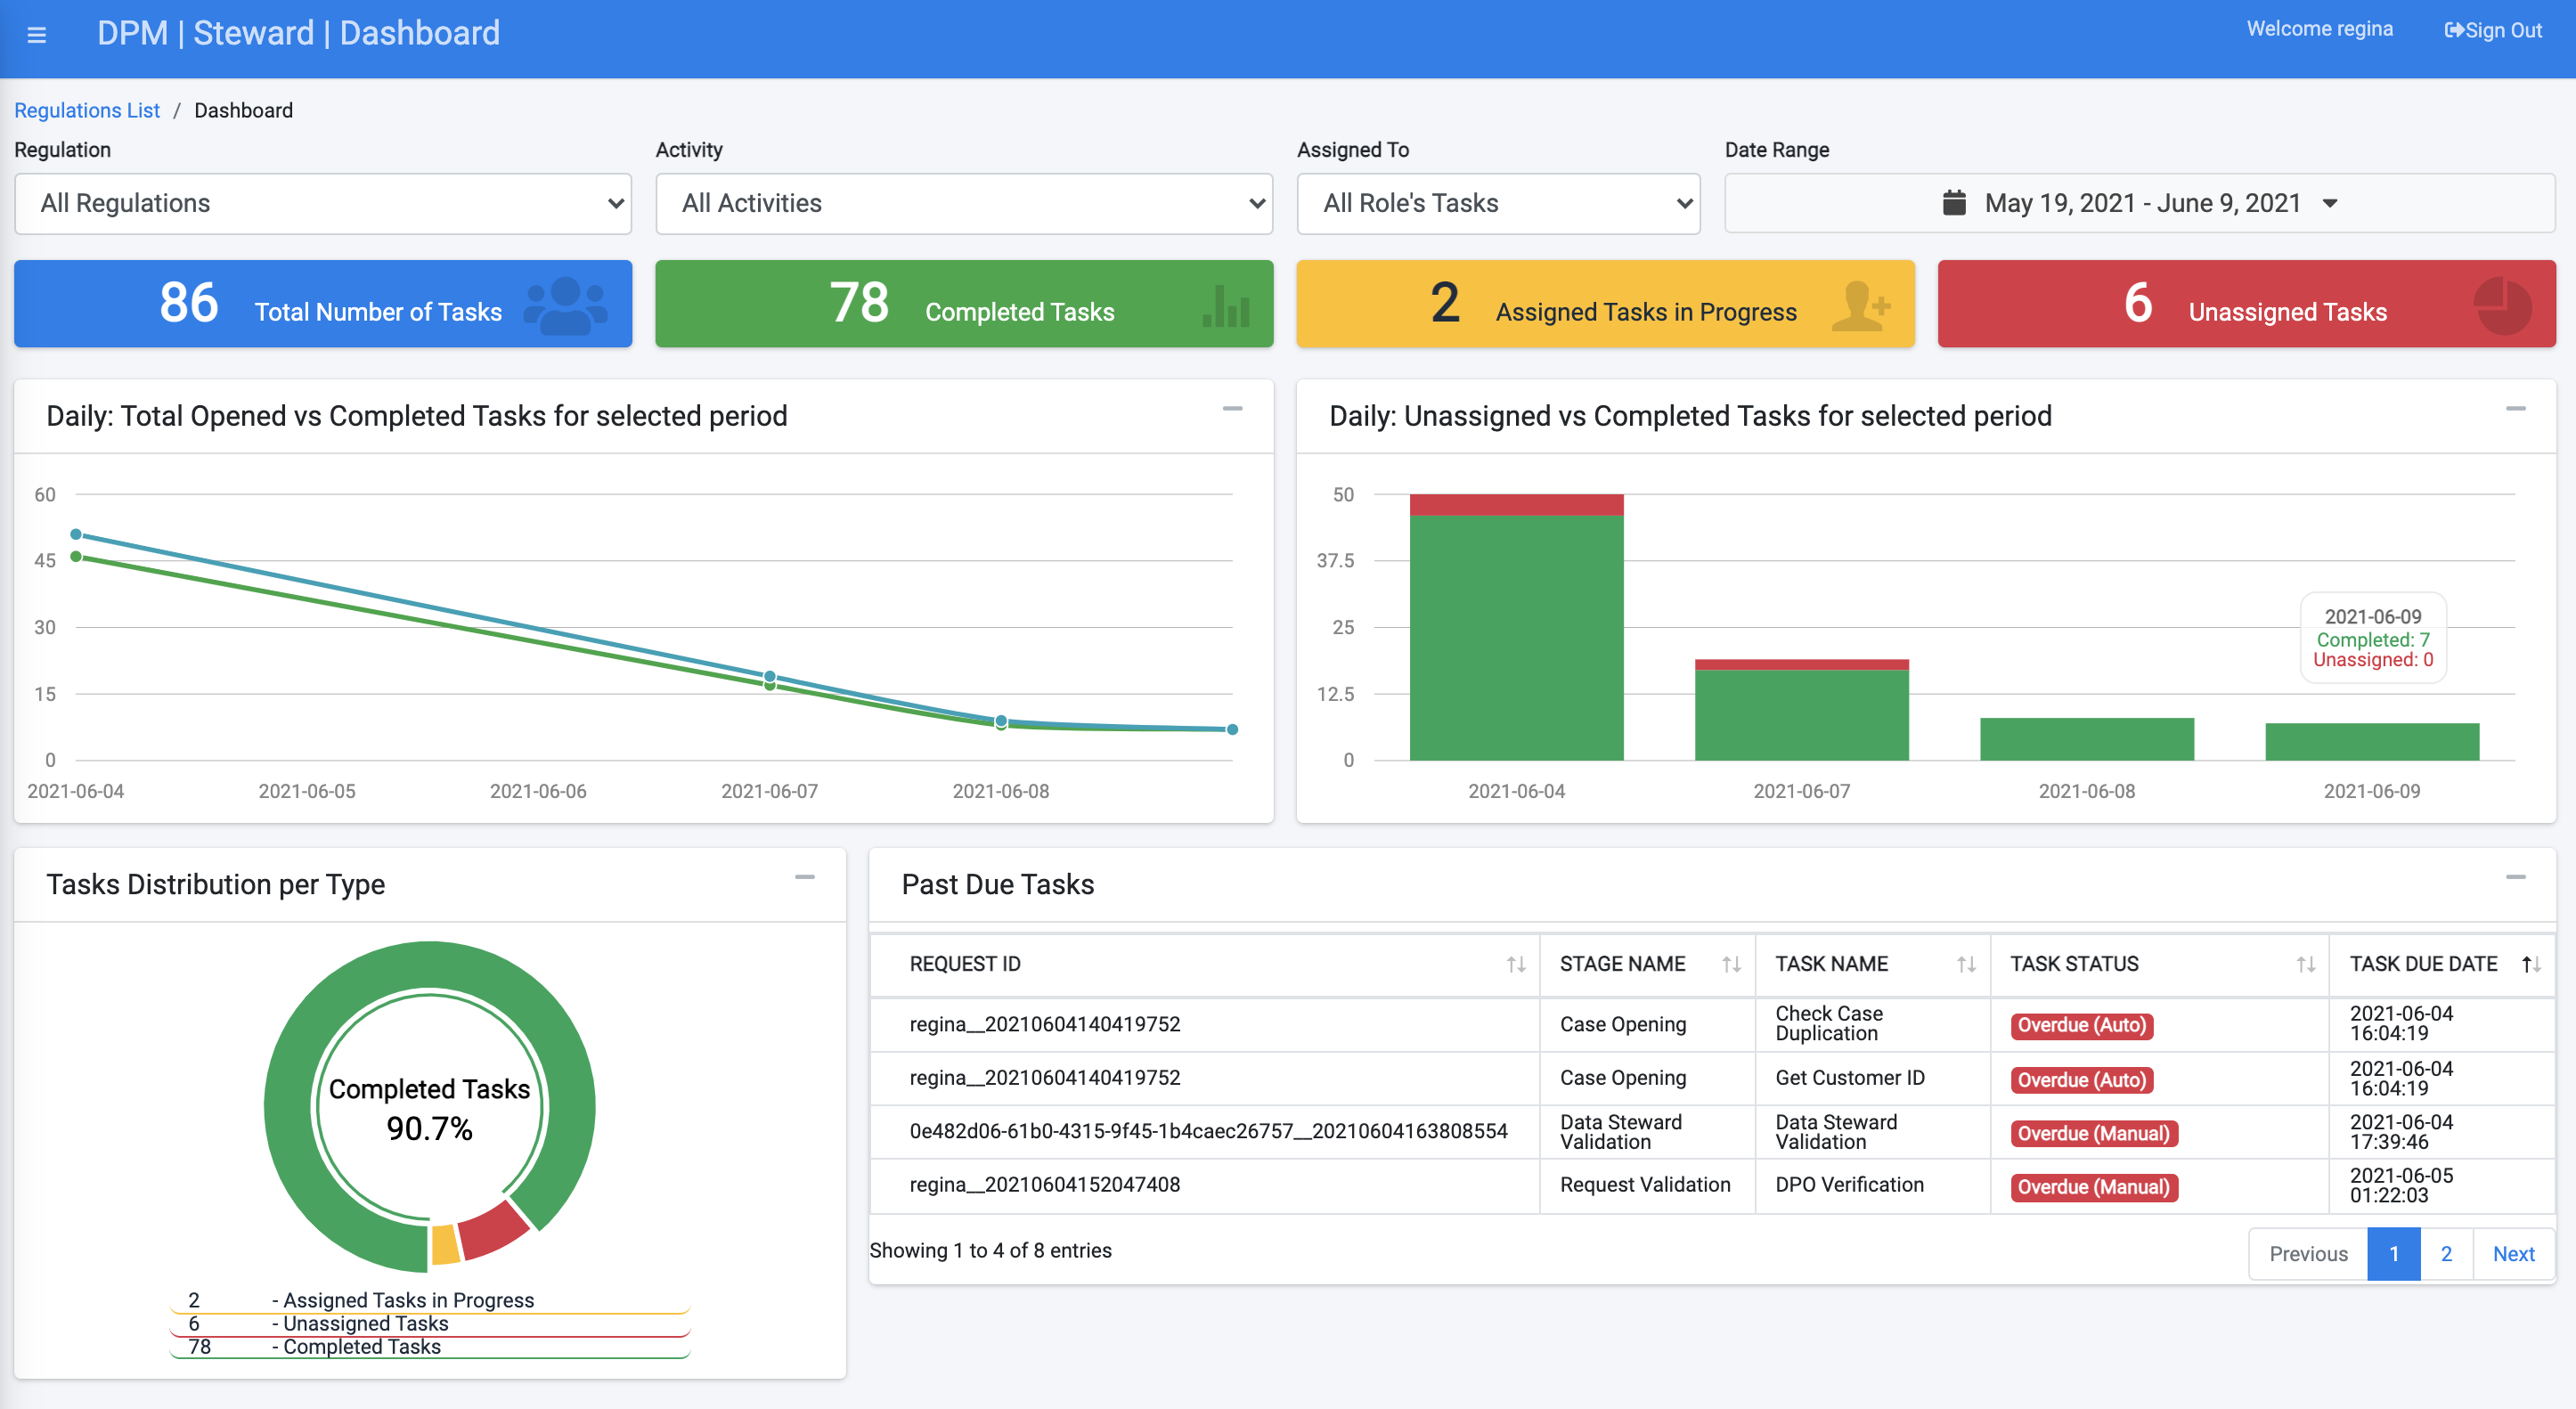 DPM | Steward | Dashboard
Welcome regina
Sign Out
Regulations List / Dashboard
Regulation
Activity
Assigned To
Date Range
All Regulations
All Activities
All Role's Tasks
May 19, 2021 - June 9, 2021
86 Total Number of Tasks
78 Completed Tasks
2 Assigned Tasks in Progress
6 Unassigned Tasks
Daily: Total Opened vs Completed Tasks for selected period
60
45
30
15
0
2021-06-04
2021-06-05
2021-06-06
2021-06-07
2021-06-08
Daily: Unassigned vs Completed Tasks for selected period
50
37.5
25
12.5
0
2021-06-09
Completed: 7
Unassigned: 0
2021-06-04
2021-06-07
2021-06-08
2021-06-09
Tasks Distribution per Type
Completed Tasks
90.7%
2 - Assigned Tasks in Progress
6 - Unassigned Tasks
78 - Completed Tasks
Past Due Tasks
REQUEST ID
STAGE NAME
TASK NAME
TASK STATUS
TASK DUE DATE
regina__20210604140419752
Case Opening
Check Case
Duplication
Overdue (Auto)
2021-06-04
16:04:19
regina__20210604140419752
Case Opening
Get Customer ID
Overdue (Auto)
2021-06-04
16:04:19
0e482d06-61b0-4315-9f45-1b4caec26757__20210604163808554
Data Steward
Validation
Data Steward
Validation
Overdue (Manual)
2021-06-04
17:39:46
regina__20210604152047408
Request Validation
DPO Verification
Overdue (Manual)
2021-06-05
01:22:03
Showing 1 to 4 of 8 entries
Previous
1
2
Next